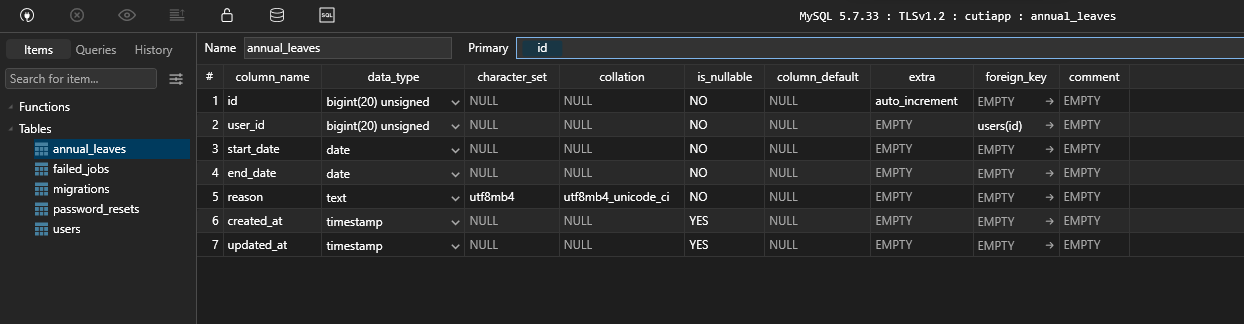 SQL
MySQL 5.7.33 : TLSv1.2 : cutiapp : annual_leaves
Items Queries History
Name annual_leaves Primary id
Search for item...
Functions
Tables
annual_leaves
failed_jobs
migrations
password_resets
users
# column_name data_type character_set collation is_nullable column_default extra foreign_key comment
1 id bigint(20) unsigned NULL NULL NO NULL auto_increment EMPTY EMPTY
2 user_id bigint(20) unsigned NULL NULL NO NULL EMPTY users(id) EMPTY
3 start_date date NULL NULL NO NULL EMPTY EMPTY EMPTY
4 end_date date NULL NULL NO NULL EMPTY EMPTY EMPTY
5 reason text utf8mb4 utf8mb4_unicode_ci NO NULL EMPTY EMPTY EMPTY
6 created_at timestamp NULL NULL YES NULL EMPTY EMPTY EMPTY
7 updated_at timestamp NULL NULL YES NULL EMPTY EMPTY EMPTY